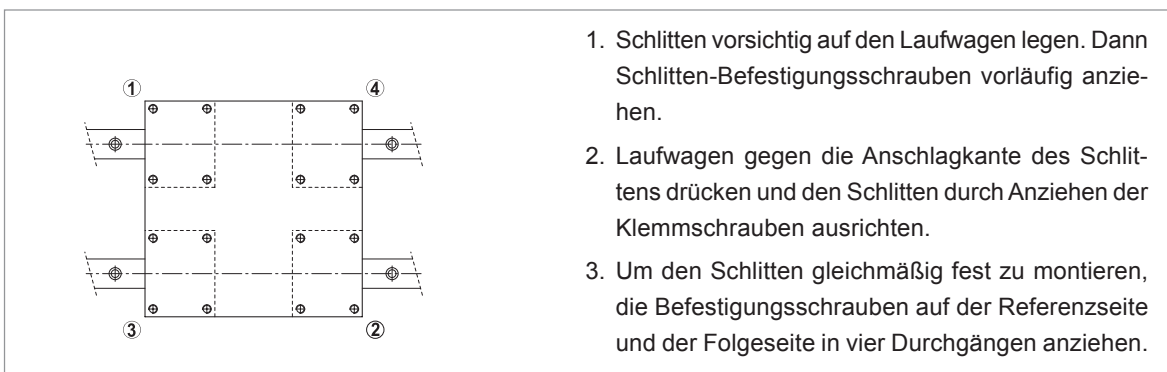 ① ④
③ ②
1. Schlitten vorsichtig auf den Laufwagen legen. Dann
Schlitten-Befestigungsschrauben vorläufig anzie-
hen.
2. Laufwagen gegen die Anschlagkante des Schlit-
tens drücken und den Schlitten durch Anziehen der
Klemmschrauben ausrichten.
3. Um den Schlitten gleichmäßig fest zu montieren,
die Befestigungsschrauben auf der Referenzseite
und der Folgeseite in vier Durchgängen anziehen.